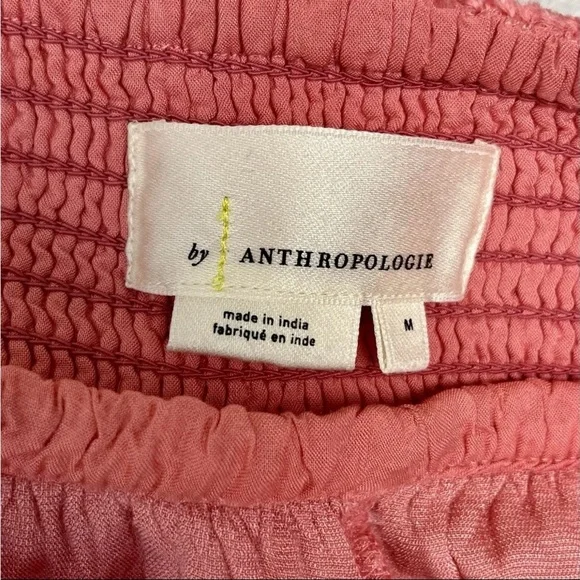 by ANTHROPOLOGIE
made in india
fabriqué en inde
M